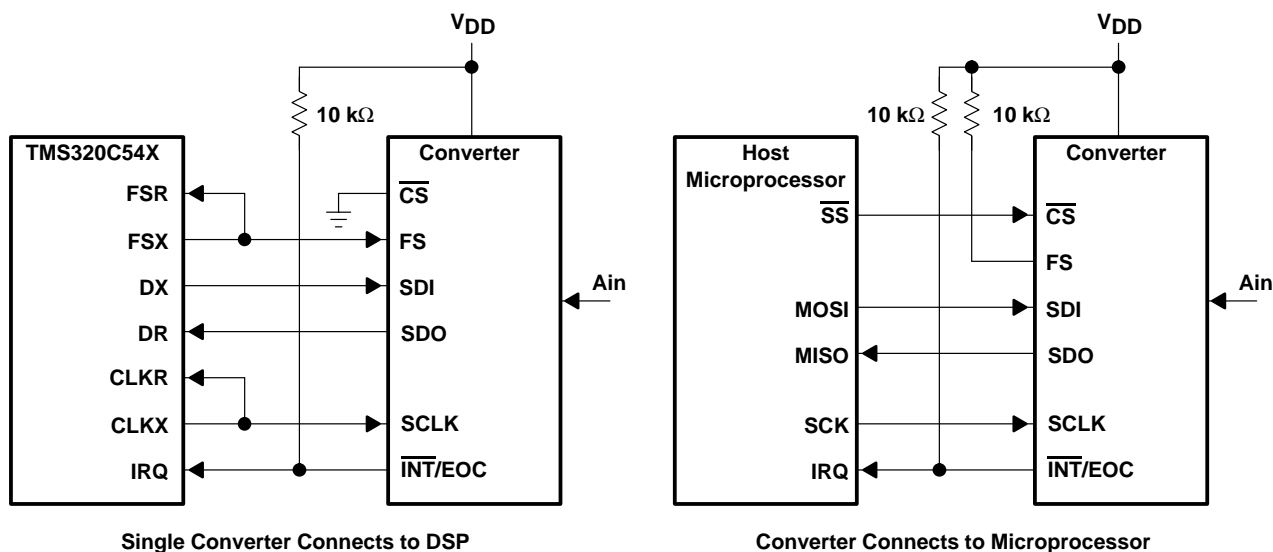 VDD
10 kΩ
TMS320C54X
Converter
FSR
CS
FSX
FS
DX
SDI
Ain
DR
SDO
CLKR
CLKX
SCLK
IRQ
INT/EOC
Single Converter Connects to DSP
VDD
10 kΩ
10 kΩ
Host
Microprocessor
Converter
SS
CS
FS
Ain
MOSI
SDI
MISO
SDO
SCK
SCLK
IRQ
INT/EOC
Converter Connects to Microprocessor